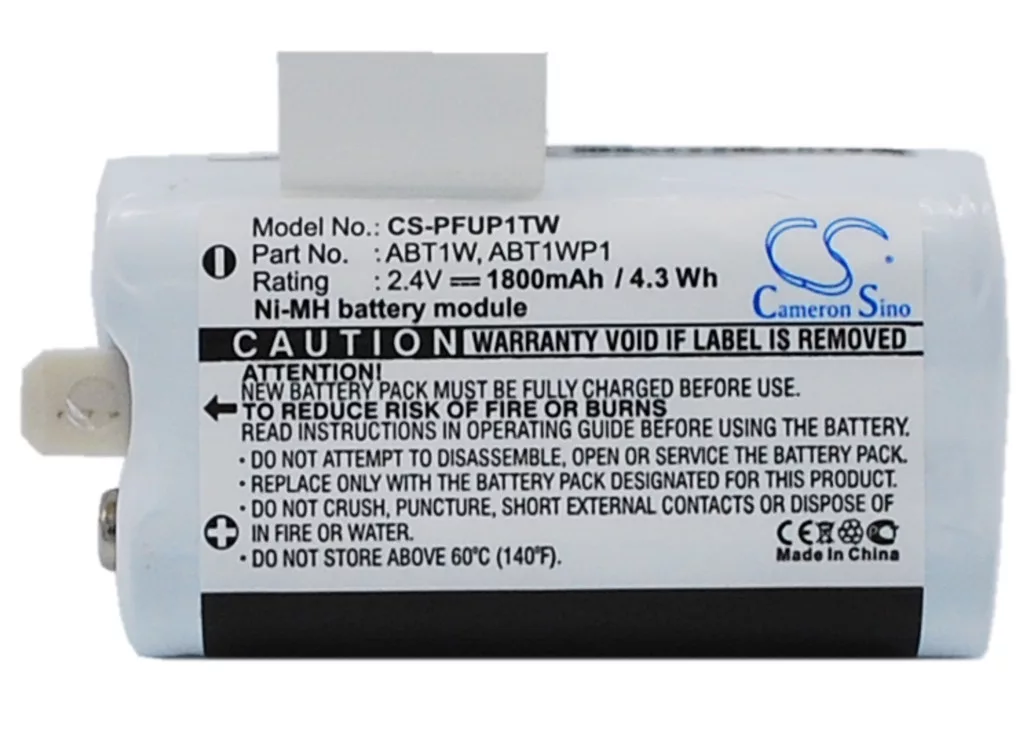 Model No.: CS-PFUP1TW
Part No. : ABT1W, ABT1WP1
Rating : 2.4V 1800mAh / 4.3 Wh
Ni-MH battery module
CS
Cameron Sino
CAUTION WARRANTY VOID IF LABEL IS REMOVED
ATTENTION!
NEW BATTERY PACK MUST BE FULLY CHARGED BEFORE USE.
TO REDUCE RISK OF FIRE OR BURNS
READ INSTRUCTIONS IN OPERATING GUIDE BEFORE USING THE BATTERY.
• DO NOT ATTEMPT TO DISASSEMBLE, OPEN OR SERVICE THE BATTERY PACK.
• REPLACE ONLY WITH THE BATTERY PACK DESIGNATED FOR THIS PRODUCT.
• DO NOT CRUSH, PUNCTURE, SHORT EXTERNAL CONTACTS OR DISPOSE OF
IN FIRE OR WATER.
• DO NOT STORE ABOVE 60°C (140°F).
CE
Made In China